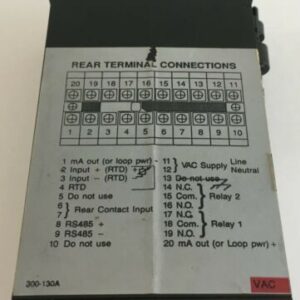 REAR TERMINAL CONNECTIONS
20 19 18 17 16 15 14 13 12 11
1 2 3 4 5 6 7 8 9 10
1 mA out (or loop pwr) -
2 Input + (RTD) +
3 Input - (RTD) -
4 RTD
5 Do not use
6
7 Rear Contact Input
8 RS485 +
9 RS485 -
10 Do not use
11 Line
12 VAC Supply Neutral
13 Do not use
14 N.C.
15 Com. Relay 2
16 N.O.
17 N.C.
18 Com. Relay 1
19 N.O.
20 mA out (or Loop pwr) +
300-130A
VAC